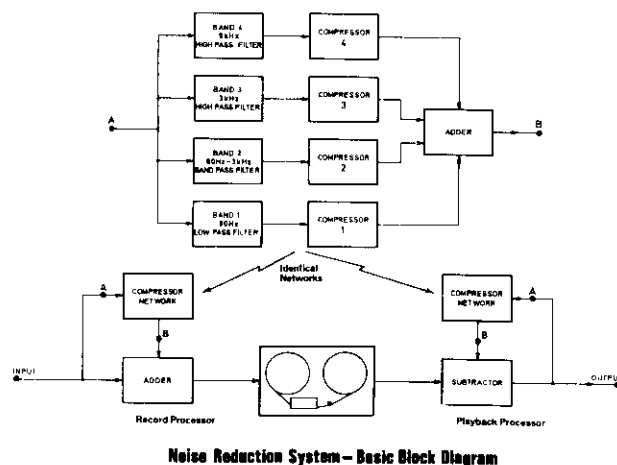 BAND 4
9kHz
HIGH PASS FILTER
COMPRESSOR
4
BAND 3
3kHz
HIGH PASS FILTER
COMPRESSOR
3
A
ADDER
B
BAND 2
80Hz-3kHz
BAND PASS FILTER
COMPRESSOR
2
BAND 1
80Hz
LOW PASS FILTER
COMPRESSOR
1
Identical
Networks
A
COMPRESSOR
NETWORK
B
COMPRESSOR
NETWORK
A
B
INPUT
ADDER
SUBTRACTOR
OUTPUT
Record Processor
Playback Processor
Noise Reduction System - Basic Block Diagram